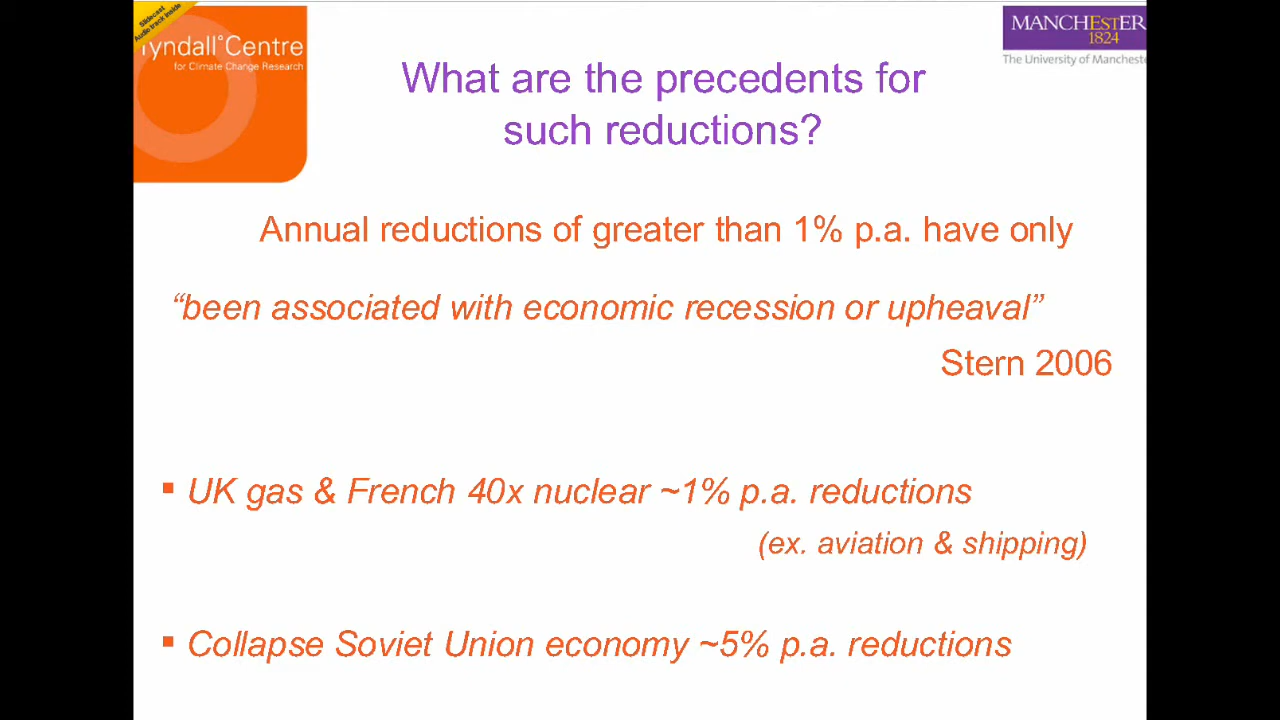 Slidecast
Audio track inside
Tyndall°Centre
for Climate Change Research
MANCHESTER
1824
The University of Manchester
What are the precedents for
such reductions?
Annual reductions of greater than 1% p.a. have only
“been associated with economic recession or upheaval”
Stern 2006
▪ UK gas & French 40x nuclear ~1% p.a. reductions
(ex. aviation & shipping)
▪ Collapse Soviet Union economy ~5% p.a. reductions